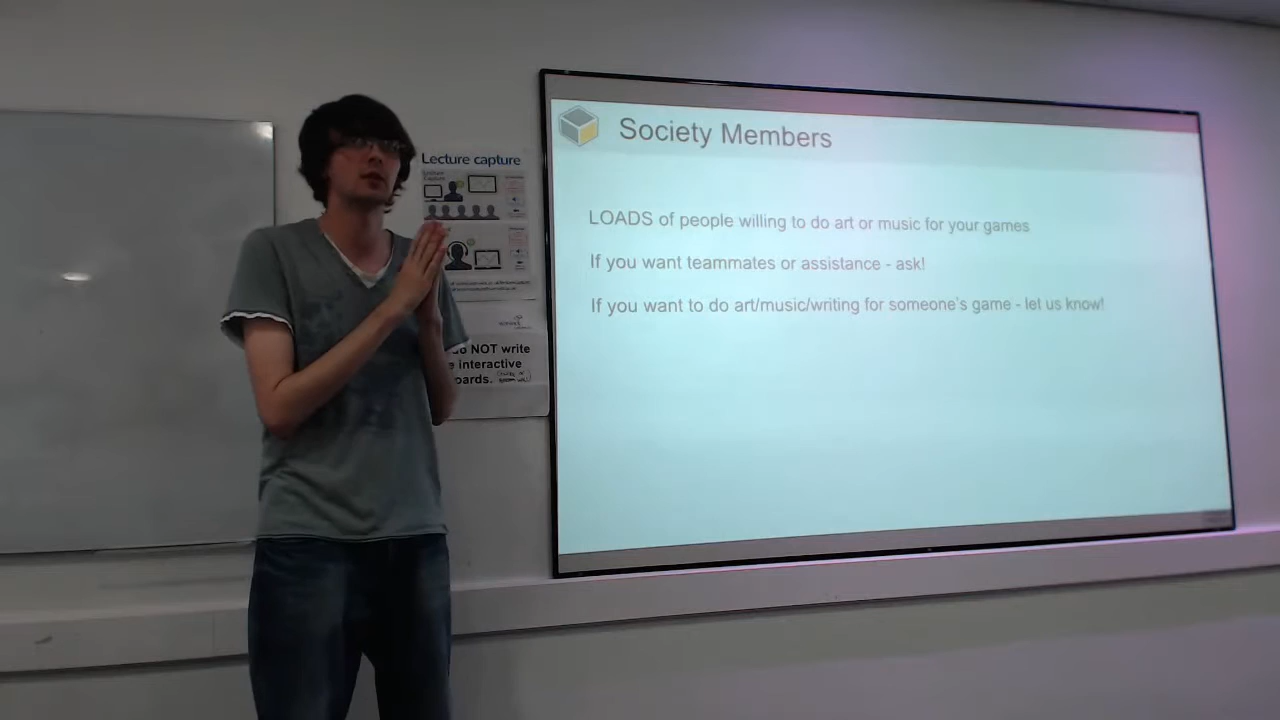 Lecture capture
Society Members
LOADS of people willing to do art or music for your games
If you want teammates or assistance - ask!
If you want to do art/music/writing for someone's game - let us know!
do NOT write
interactive